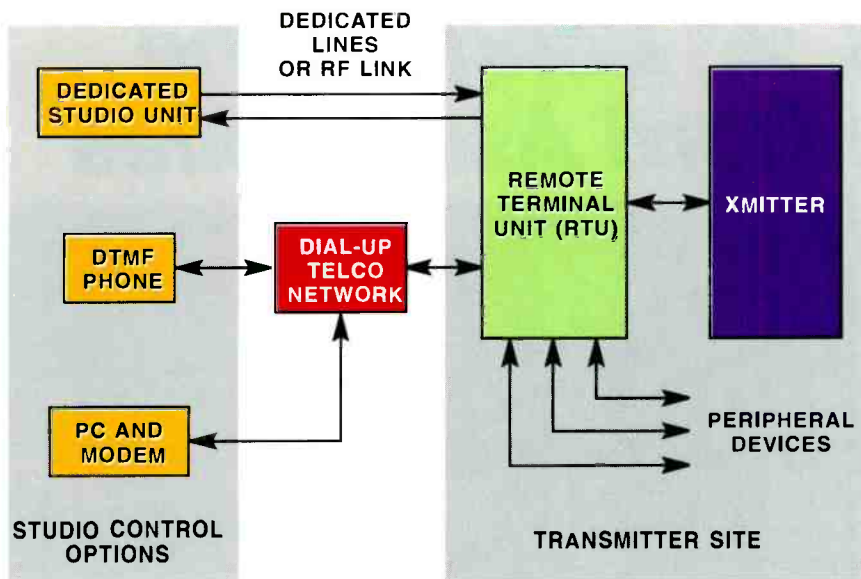 DEDICATED
LINES
OR RF LINK
DEDICATED
STUDIO UNIT
REMOTE
TERMINAL
UNIT (RTU)
XMITTER
DTMF
PHONE
DIAL-UP
TELCO
NETWORK
PC AND
MODEM
PERIPHERAL
DEVICES
STUDIO CONTROL
OPTIONS
TRANSMITTER SITE